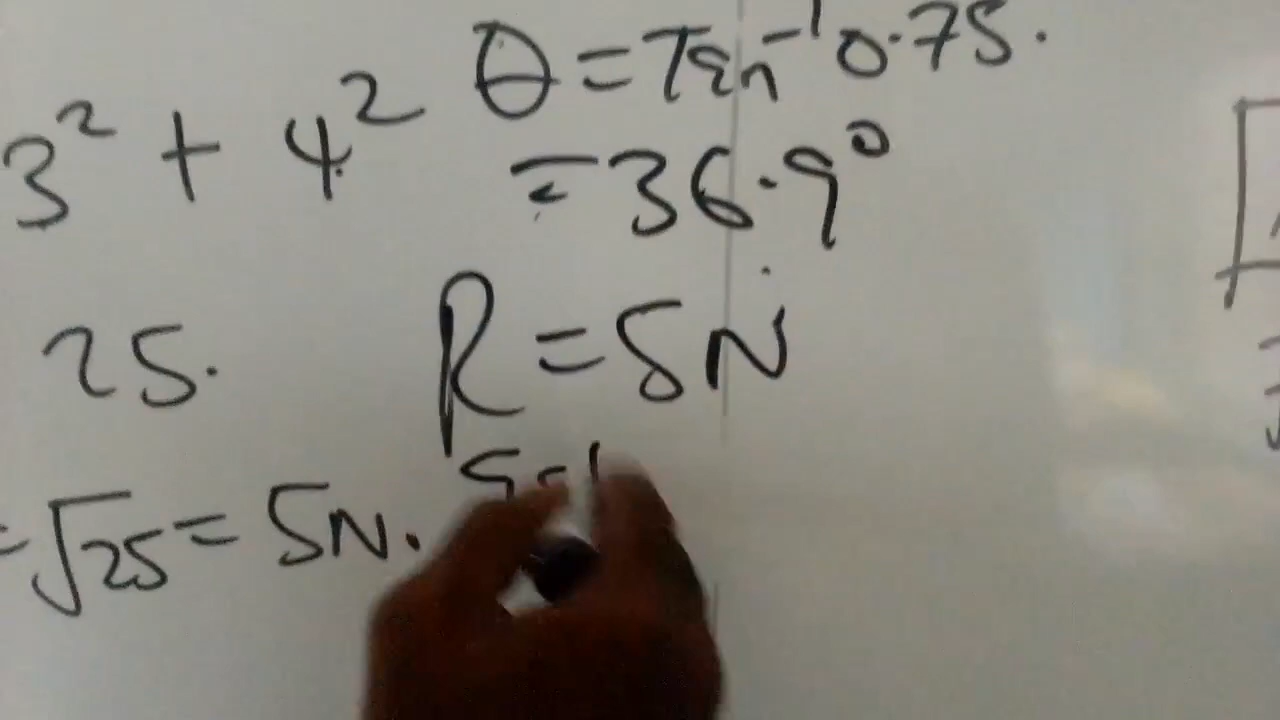 3² + 4²
25.
= √25 = 5N.
θ = Tan⁻¹ 0.75.
= 36.9°
R = 5N